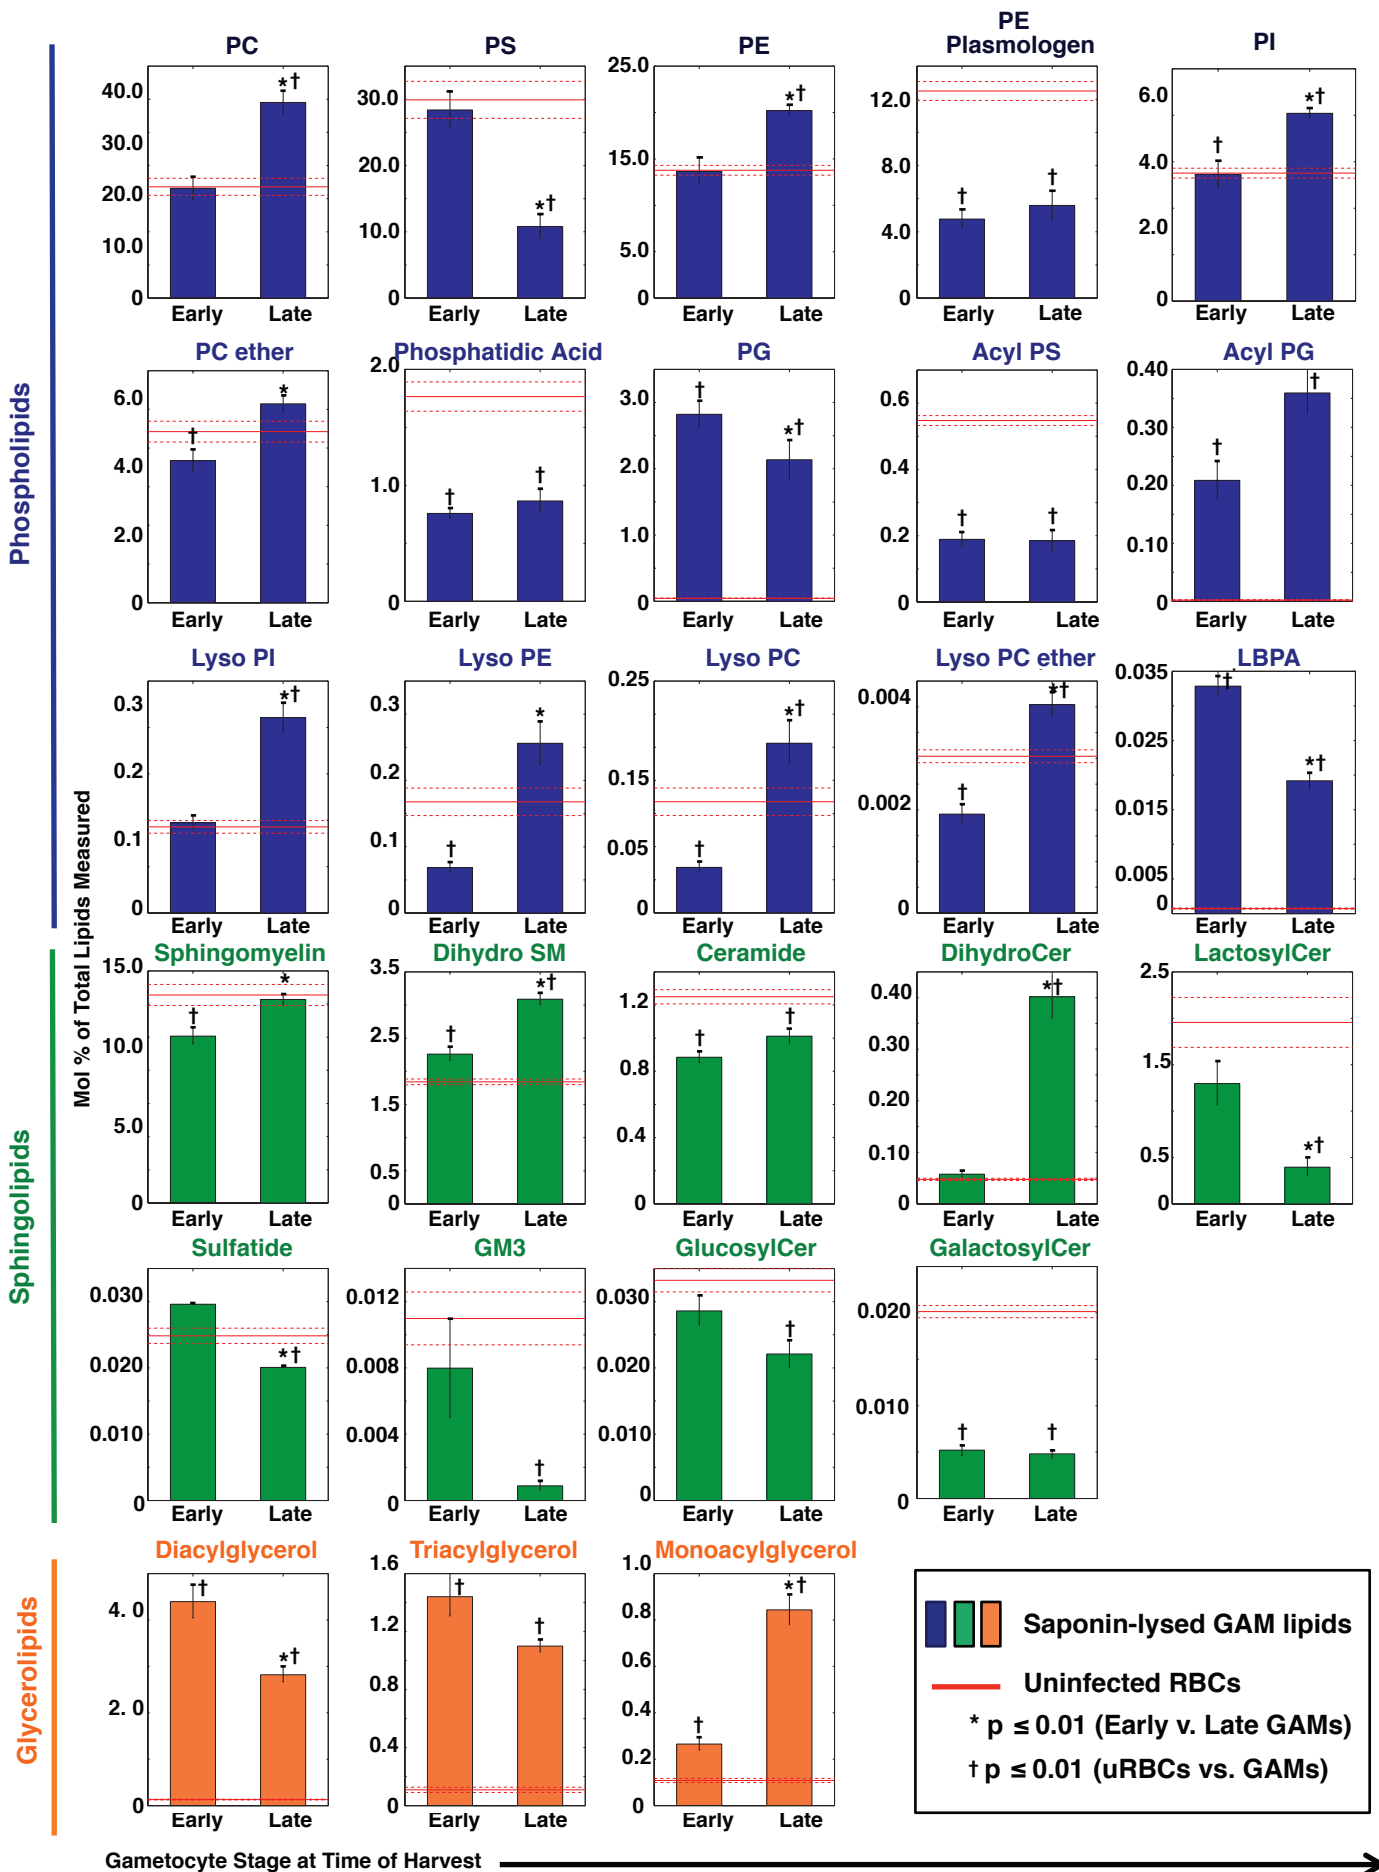 Phospholipids
Sphingolipids
Glycerolipids
Mol % of Total Lipids Measured
PC
40.0
30.0
20.0
10.0
0
*†
Early Late
PS
30.0
20.0
10.0
0
*†
Early Late
PE
25.0
15.0
5.0
0
*†
Early Late
PE
Plasmologen
12.0
8.0
4.0
0
† †
Early Late
PI
6.0
4.0
2.0
0
† *†
Early Late
PC ether
6.0
4.0
2.0
0
† *
Early Late
Phosphatidic Acid
2.0
1.0
0
† †
Early Late
PG
3.0
2.0
1.0
0
† *†
Early Late
Acyl PS
0.6
0.4
0.2
0
† †
Early Late
Acyl PG
0.40
0.30
0.20
0.10
0
† †
Early Late
Lyso PI
0.3
0.2
0.1
0
*†
Early Late
Lyso PE
0.3
0.2
0.1
0
† *
Early Late
Lyso PC
0.25
0.15
0.05
0
† *†
Early Late
Lyso PC ether
0.004
0.002
0
† *†
Early Late
LBPA
0.035
0.025
0.015
0.005
0
† *†
Early Late
Sphingomyelin
15.0
10.0
5.0
0
† *
Early Late
Dihydro SM
3.5
2.5
1.5
0.5
0
† *†
Early Late
Ceramide
1.2
0.8
0.4
0
† †
Early Late
DihydroCer
0.40
0.30
0.20
0.10
0
*†
Early Late
LactosylCer
2.5
1.5
0.5
0
*†
Early Late
Sulfatide
0.030
0.020
0.010
0
*†
Early Late
GM3
0.012
0.008
0.004
0
†
Early Late
GlucosylCer
0.030
0.020
0.010
0
†
Early Late
GalactosylCer
0.020
0.010
0
† †
Early Late
Diacylglycerol
4.0
2. 0
0
† *†
Early Late
Triacylglycerol
1.6
1.2
0.8
0.4
0
† †
Early Late
Monoacylglycerol
1.0
0.8
0.6
0.4
0.2
0
† *†
Early Late
Saponin-lysed GAM lipids
Uninfected RBCs
* p ≤ 0.01 (Early v. Late GAMs)
† p ≤ 0.01 (uRBCs vs. GAMs)
Gametocyte Stage at Time of Harvest